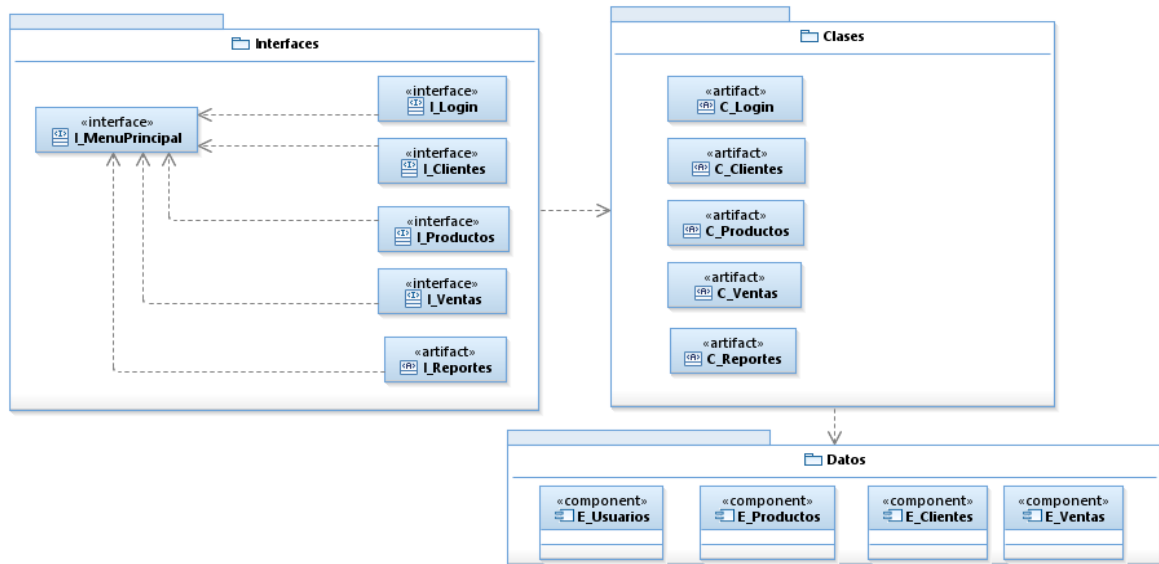 Interfaces
«interface»
I_MenuPrincipal
«interface»
I_Login
«interface»
I_Clientes
«interface»
I_Productos
«interface»
I_Ventas
«artifact»
I_Reportes
Clases
«artifact»
C_Login
«artifact»
C_Clientes
«artifact»
C_Productos
«artifact»
C_Ventas
«artifact»
C_Reportes
Datos
«component»
E_Usuarios
«component»
E_Productos
«component»
E_Clientes
«component»
E_Ventas